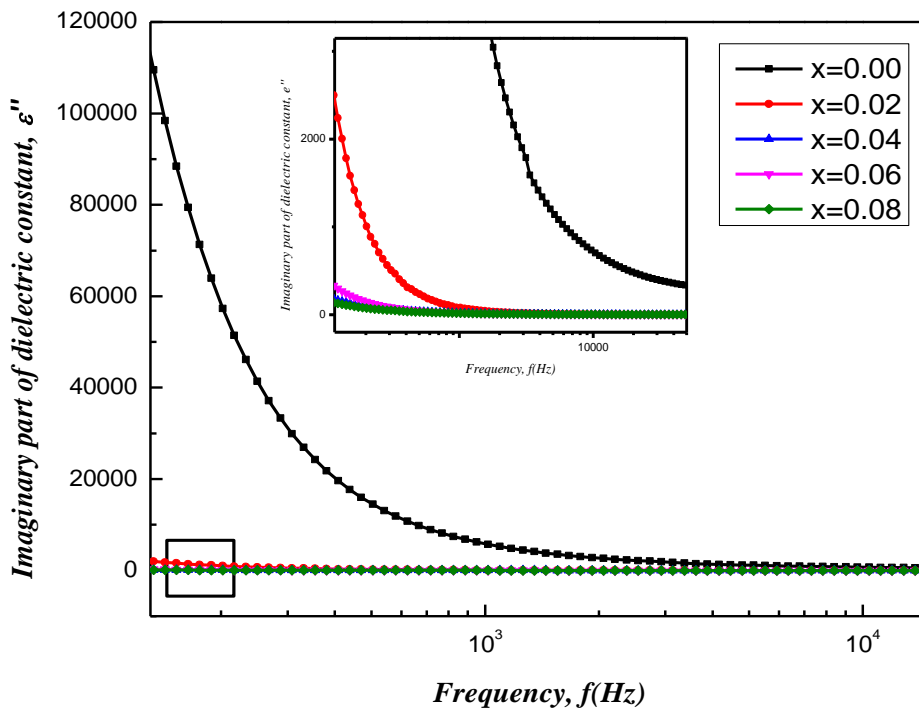 120000
100000
80000
60000
40000
20000
0
Imaginary part of dielectric constant, ε"
10³
10⁴
Frequency, f(Hz)
2000
0
Imaginary part of dielectric constant, e"
10000
Frequency, f(Hz)
x=0.00
x=0.02
x=0.04
x=0.06
x=0.08